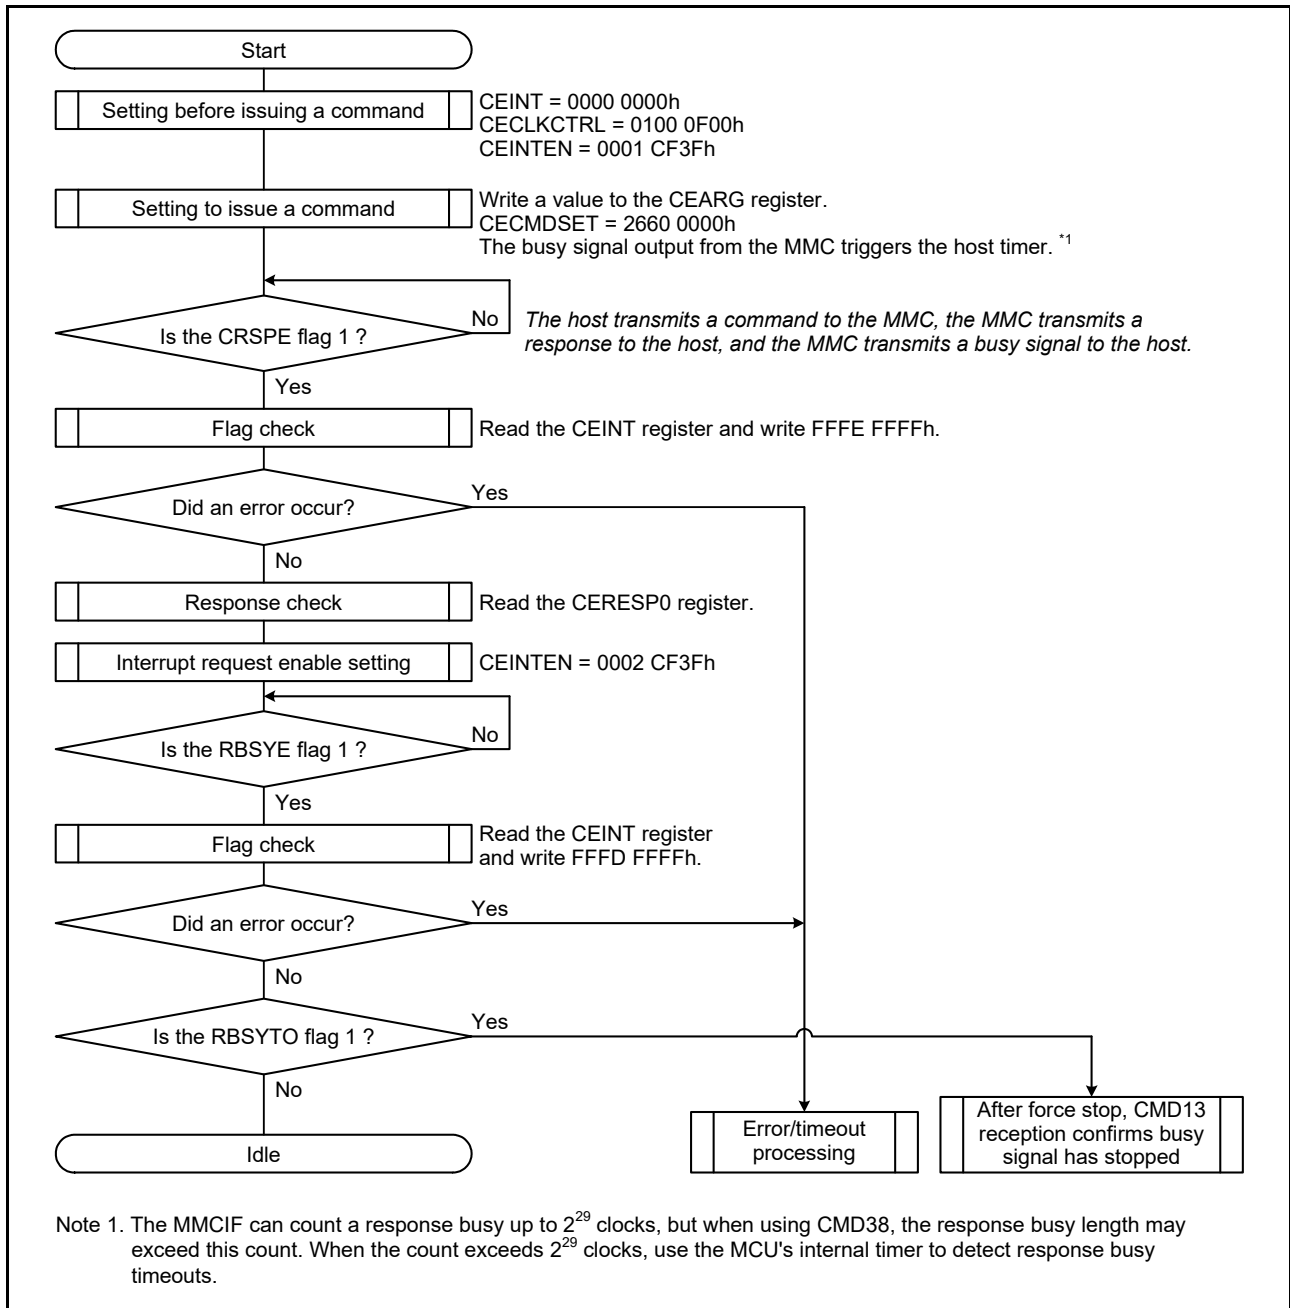 Start
Setting before issuing a command
CEINT = 0000 0000h
CECLKCTRL = 0100 0F00h
CEINTEN = 0001 CF3Fh
Setting to issue a command
Write a value to the CEARG register.
CECMDSET = 2660 0000h
The busy signal output from the MMC triggers the host timer. *1
Is the CRSPE flag 1 ?
No
The host transmits a command to the MMC, the MMC transmits a
response to the host, and the MMC transmits a busy signal to the host.
Yes
Flag check
Read the CEINT register and write FFFE FFFFh.
Did an error occur?
Yes
No
Response check
Read the CERESP0 register.
Interrupt request enable setting
CEINTEN = 0002 CF3Fh
Is the RBSYE flag 1 ?
No
Yes
Flag check
Read the CEINT register
and write FFFD FFFFh.
Did an error occur?
Yes
No
Is the RBSYTO flag 1 ?
Yes
No
Idle
Error/timeout
processing
After force stop, CMD13
reception confirms busy
signal has stopped
Note 1. The MMCIF can count a response busy up to 2^29 clocks, but when using CMD38, the response busy length may
exceed this count. When the count exceeds 2^29 clocks, use the MCU's internal timer to detect response busy
timeouts.